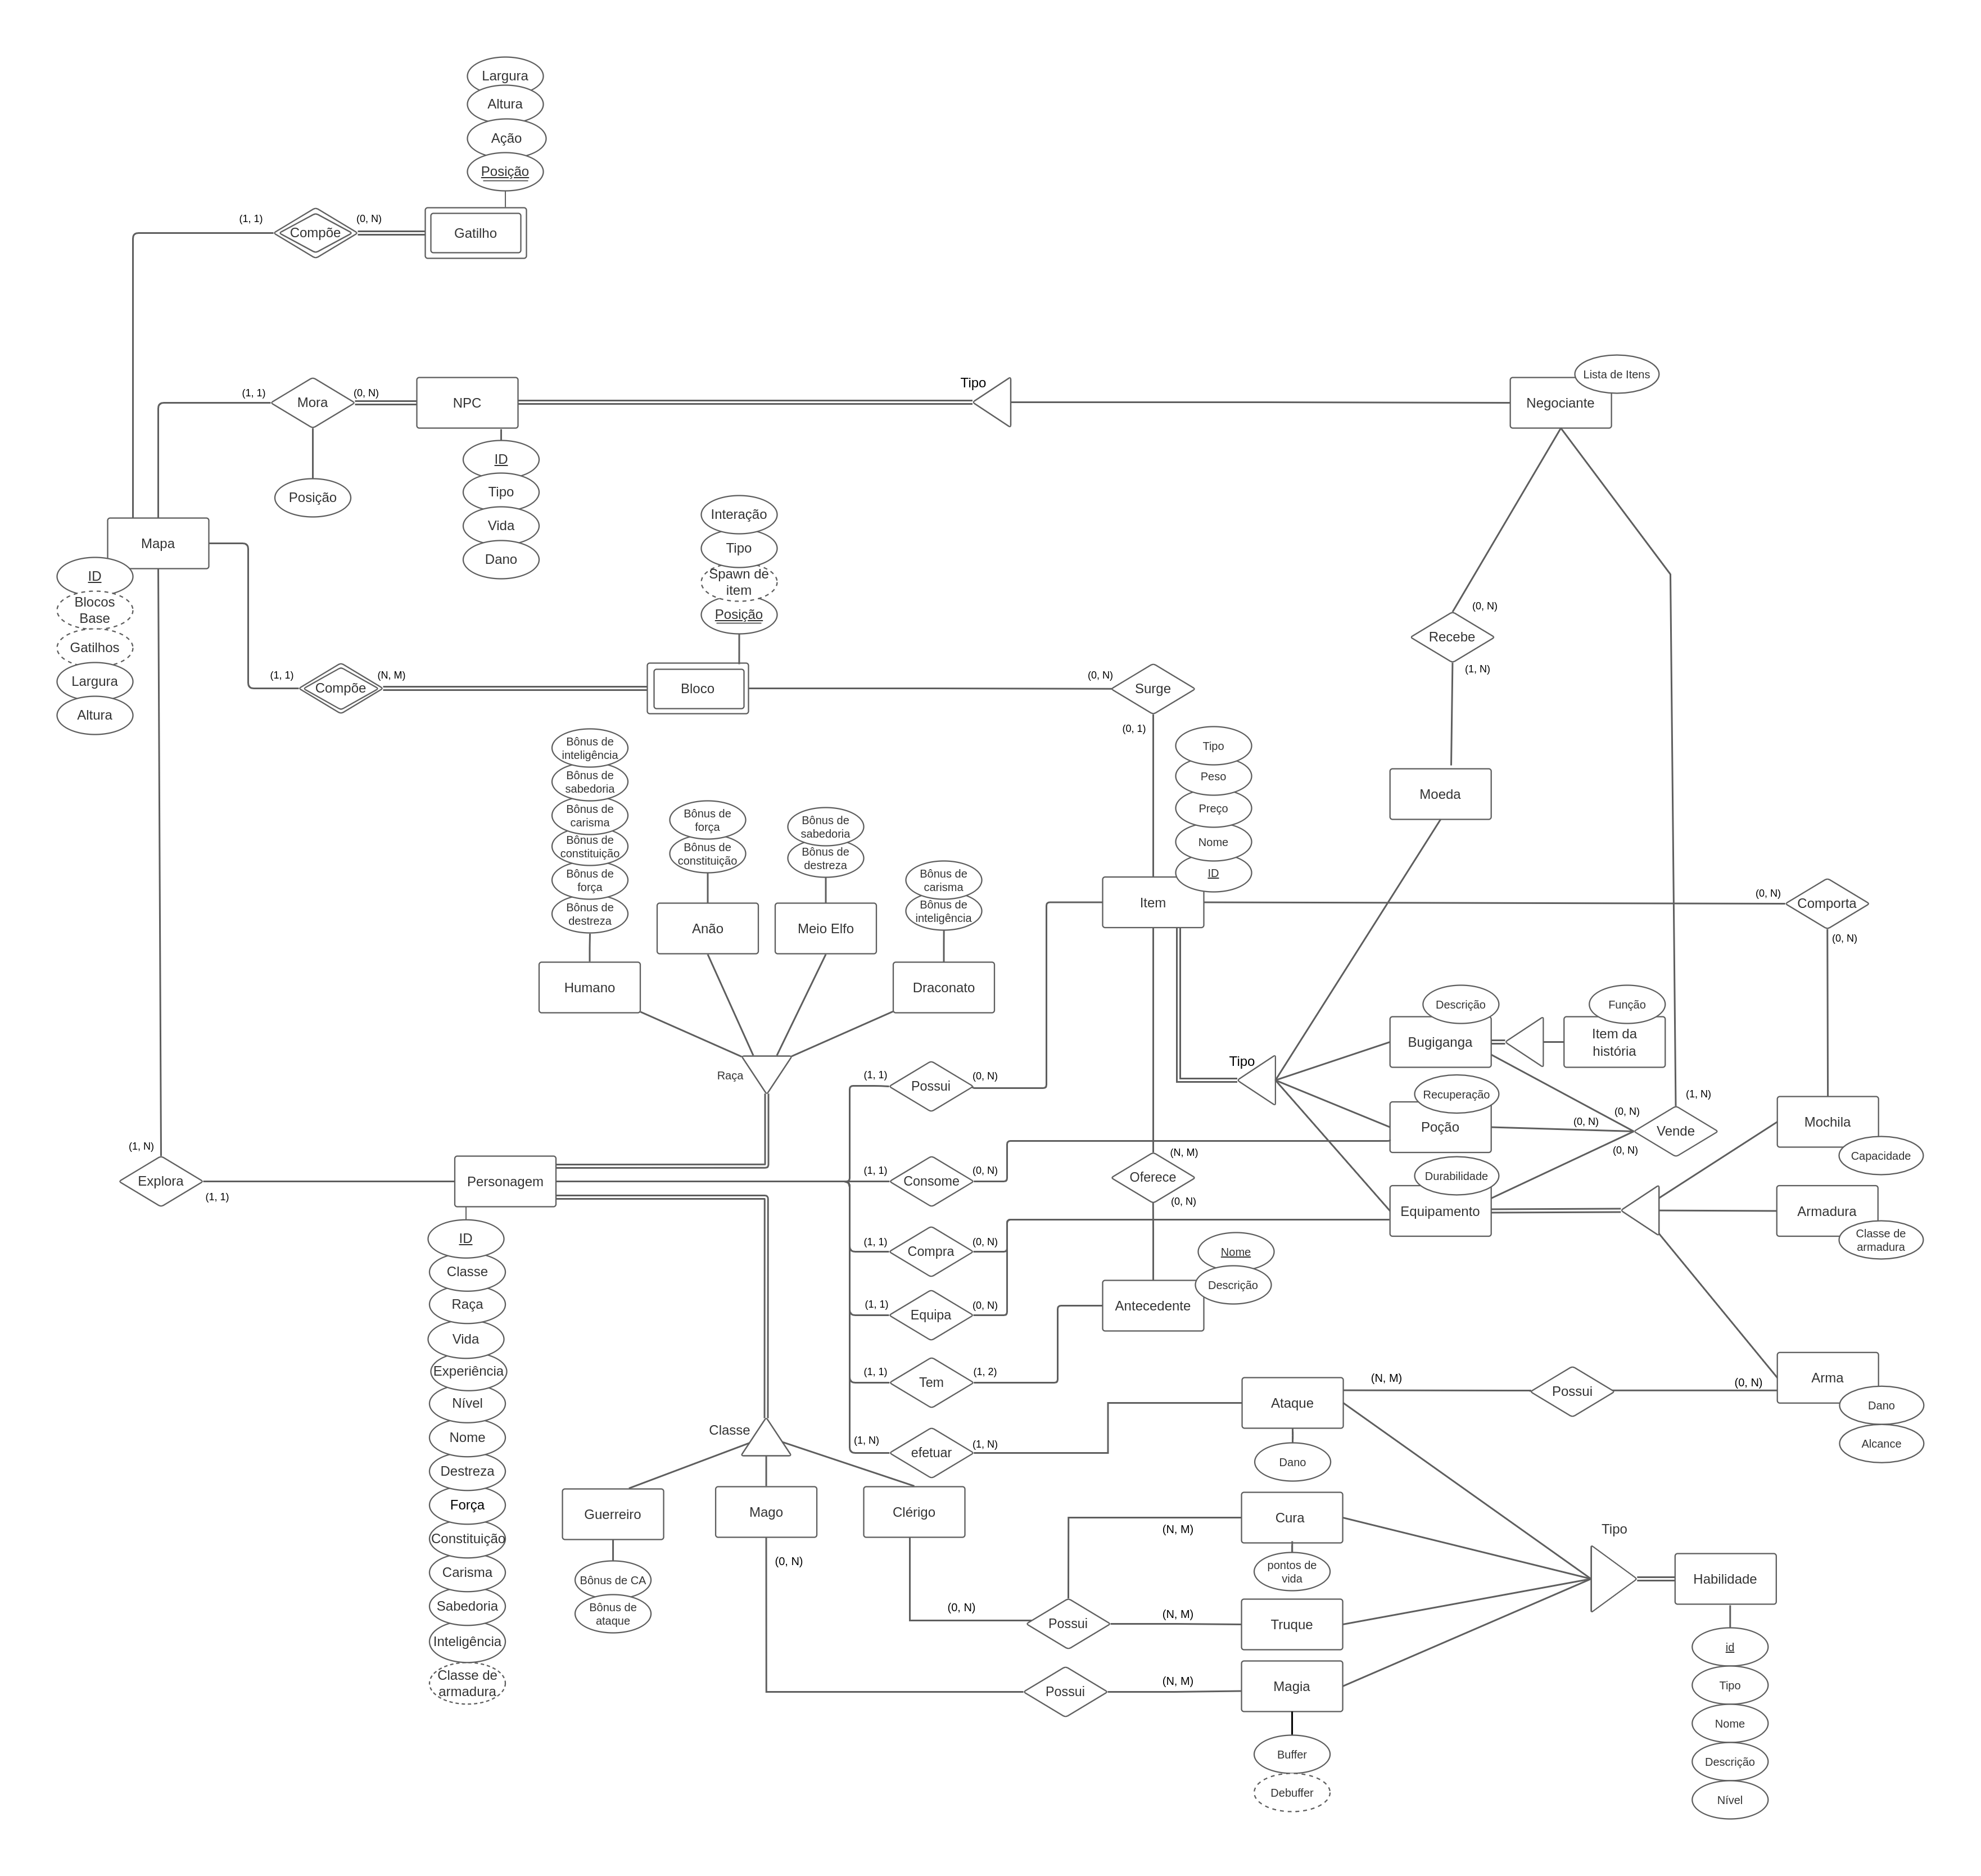 Largura
Altura
Ação
Posição
(1, 1)
Compõe
(0, N)
Gatilho
Tipo
Lista de Itens
(1, 1)
Mora
(0, N)
NPC
Negociante
ID
Tipo
Vida
Dano
Posição
Mapa
ID
Blocos
Base
Gatilhos
Largura
Altura
Interação
Tipo
Spawn de
item
Posição
(0, N)
Recebe
(1, N)
(1, 1)
Compõe
(N, M)
Bloco
(0, N)
Surge
(0, 1)
Tipo
Peso
Preço
Nome
ID
Moeda
Bônus de
inteligência
Bônus de
sabedoria
Bônus de
carisma
Bônus de
constituição
Bônus de
força
Bônus de
destreza
Bônus de
força
Bônus de
constituição
Bônus de
sabedoria
Bônus de
destreza
Bônus de
carisma
Bônus de
inteligência
Item
(0, N)
Comporta
(0, N)
Humano
Anão
Meio Elfo
Draconato
Raça
Descrição
Bugiganga
Função
Item da
história
Tipo
Recuperação
Poção
Durabilidade
Equipamento
(0, N)
(0, N)
(0, N)
(1, N)
Vende
Mochila
Capacidade
Armadura
Classe de
armadura
(1, N)
Explora
(1, 1)
Personagem
(1, 1)
Possui
(0, N)
(1, 1)
Consome
(0, N)
(1, 1)
Compra
(0, N)
(1, 1)
Equipa
(0, N)
(1, 1)
Tem
(1, 2)
(1, N)
efetuar
(1, N)
(N, M)
Oferece
(0, N)
Nome
Descrição
Antecedente
ID
Classe
Raça
Vida
Experiência
Nível
Nome
Destreza
Força
Constituição
Carisma
Sabedoria
Inteligência
Classe de
armadura
Classe
Guerreiro
Mago
Clérigo
Bônus de CA
Bônus de
ataque
(0, N)
(0, N)
Ataque
Dano
(N, M)
Possui
(0, N)
Arma
Dano
Alcance
Cura
(N, M)
pontos de
vida
Possui
(N, M)
Truque
Possui
(N, M)
Magia
Buffer
Debuffer
Tipo
Habilidade
id
Tipo
Nome
Descrição
Nível